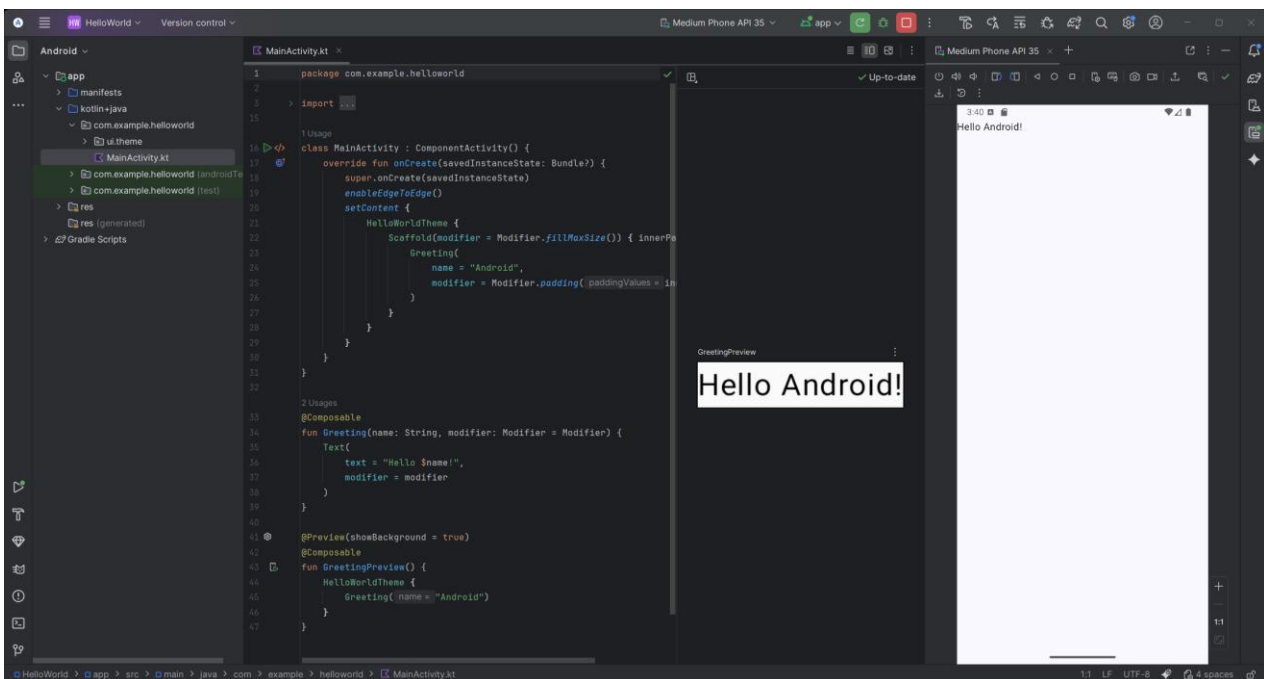 HW HelloWorld Version control
Medium Phone API 35
app
Android
app
manifests
kotlin+java
com.example.helloworld
ui.theme
MainActivity.kt
com.example.helloworld (androidTe
com.example.helloworld (test)
res
res (generated)
Gradle Scripts
MainActivity.kt
1 package com.example.helloworld
2
3 import ...
15
1 Usage
16 class MainActivity : ComponentActivity() {
17 override fun onCreate(savedInstanceState: Bundle?) {
18 super.onCreate(savedInstanceState)
19 enableEdgeToEdge()
20 setContent {
21 HelloWorldTheme {
22 Scaffold(modifier = Modifier.fillMaxSize()) { innerPa
23 Greeting(
24 name = "Android",
25 modifier = Modifier.padding( paddingValues = in
26 )
27 }
28 }
29 }
30 }
31 }
32
2 Usages
33 @Composable
34 fun Greeting(name: String, modifier: Modifier = Modifier) {
35 Text(
36 text = "Hello $name!",
37 modifier = modifier
38 )
39 }
40
41 @Preview(showBackground = true)
42 @Composable
43 fun GreetingPreview() {
44 HelloWorldTheme {
45 Greeting( name = "Android")
46 }
47 }
Up-to-date
GreetingPreview
Hello Android!
Medium Phone API 35
3:40
Hello Android!
1:1
HelloWorld > app > src > main > java > com > example > helloworld > MainActivity.kt
1:1 LF UTF-8 4 spaces